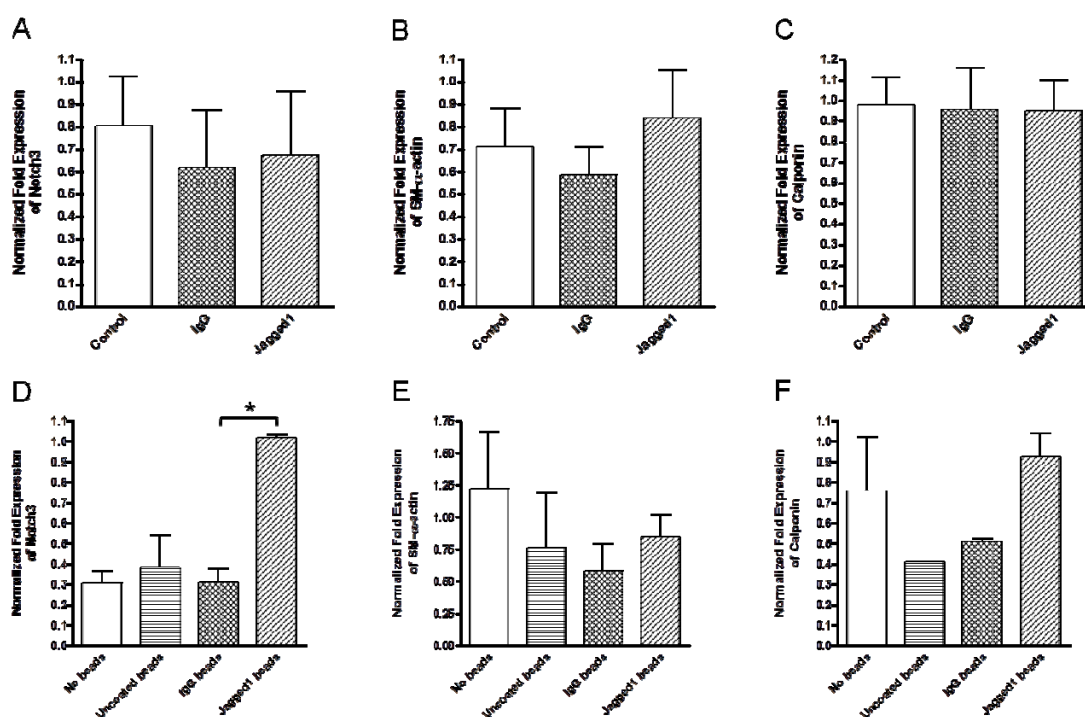 A
Normalized Fold Expression
of Notch3
1.1
1.0
0.9
0.8
0.7
0.6
0.5
0.4
0.3
0.2
0.1
0.0
Control
IgG
Jagged1
B
Normalized Fold Expression
of SM-α-actin
1.1
1.0
0.9
0.8
0.7
0.6
0.5
0.4
0.3
0.2
0.1
0.0
Control
IgG
Jagged1
C
Normalized Fold Expression
of Calponin
1.2
1.1
1.0
0.9
0.8
0.7
0.6
0.5
0.4
0.3
0.2
0.1
0.0
Control
IgG
Jagged1
D
Normalized Fold Expression
of Notch3
1.1
1.0
0.9
0.8
0.7
0.6
0.5
0.4
0.3
0.2
0.1
0.0
*
No beads
Uncoated beads
IgG beads
Jagged1 beads
E
Normalized Fold Expression
of SM-α-actin
1.75
1.50
1.25
1.00
0.75
0.50
0.25
0.00
No beads
Uncoated beads
IgG beads
Jagged1 beads
F
Normalized Fold Expression
of Calponin
1.1
1.0
0.9
0.8
0.7
0.6
0.5
0.4
0.3
0.2
0.1
0.0
No beads
Uncoated beads
IgG beads
Jagged1 beads